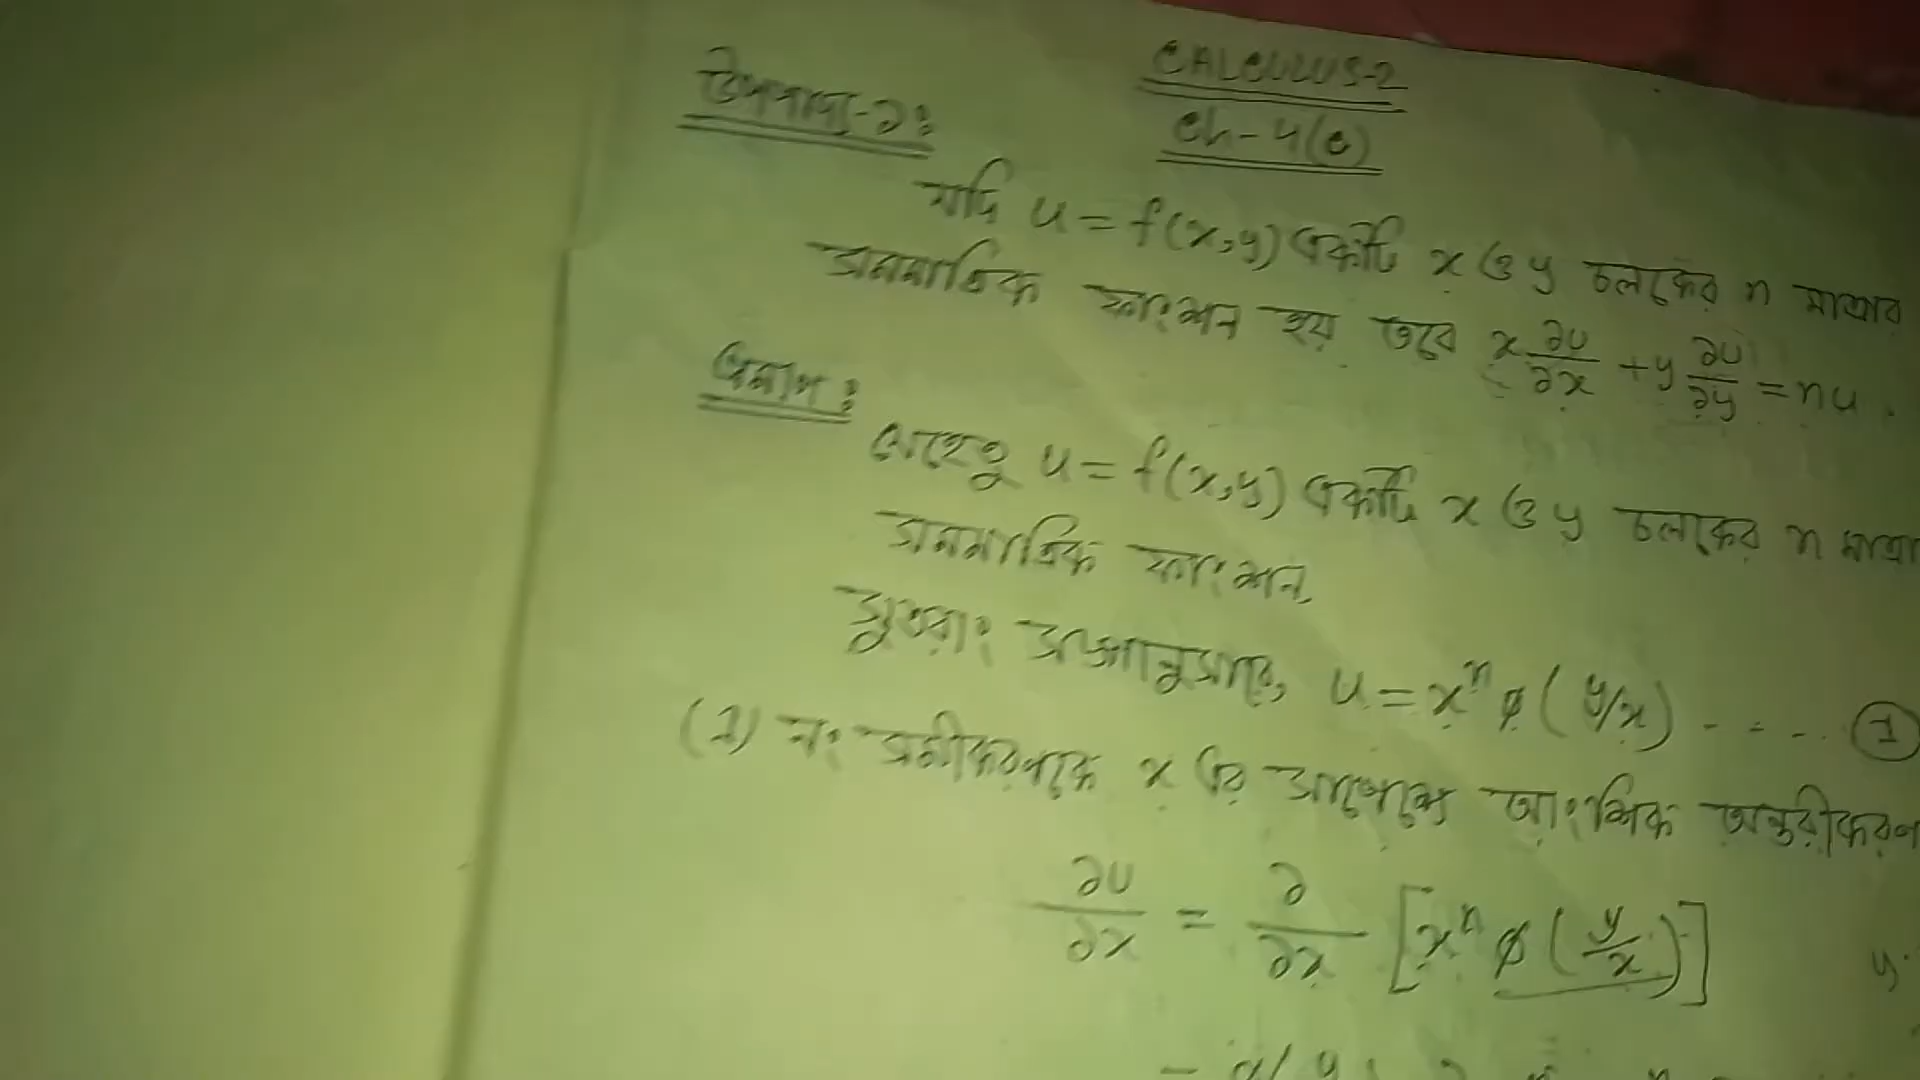 CALCULUS-2
Ch-4(c)
উপপাদ্য-১:
যদি u = f(x,y) একটি x ও y চলকের n মাত্রার
সমমাত্রিক ফাংশন হয় তবে x ∂u/∂x + y ∂u/∂y = nu.
প্রমাণ:
যেহেতু u = f(x,y) একটি x ও y চলকের n মাত্রা
সমমাত্রিক ফাংশন,
সুতরাং সংজ্ঞানুসারে, u = xⁿ φ (y/x) - - - - ①
(1) নং সমীকরণকে x এর সাপেক্ষে আংশিক অন্তরীকরণ
∂u/∂x = ∂/∂x [xⁿ φ (y/x)]